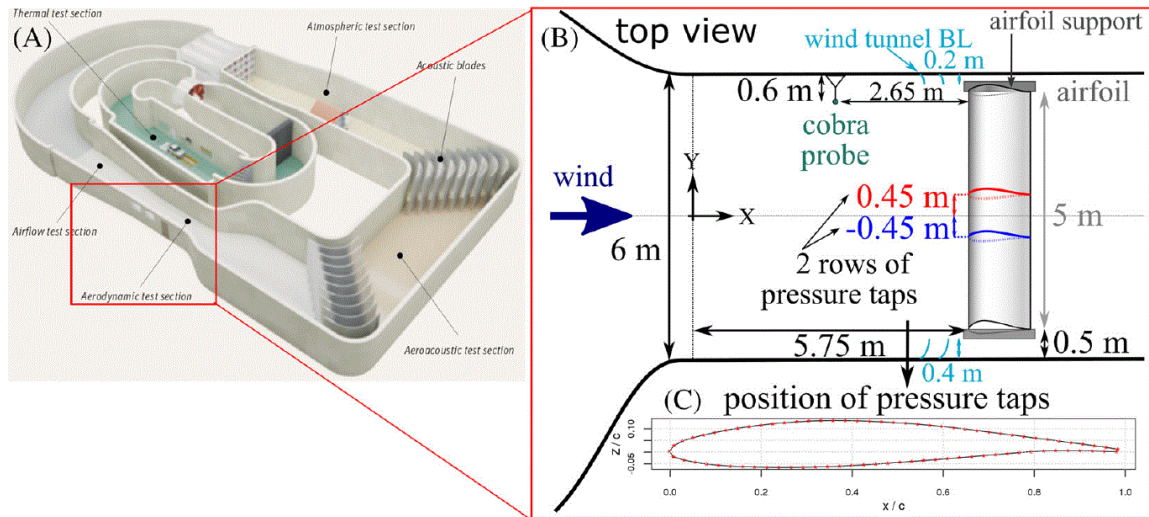 (A)
Thermal test section
Atmospheric test section
Acoustic blades
Airflow test section
Aerodynamic test section
Aeroacoustic test section
(B)
top view
wind tunnel BL
0.2 m
airfoil support
0.6 m
2.65 m
airfoil
cobra
probe
Y
X
wind
6 m
0.45 m
-0.45 m
5 m
2 rows of
pressure taps
5.75 m
0.5 m
0.4 m
(C) position of pressure taps
Z / c
0.10
-0.05
0.0 0.2 0.4 0.6 0.8 1.0
x / c